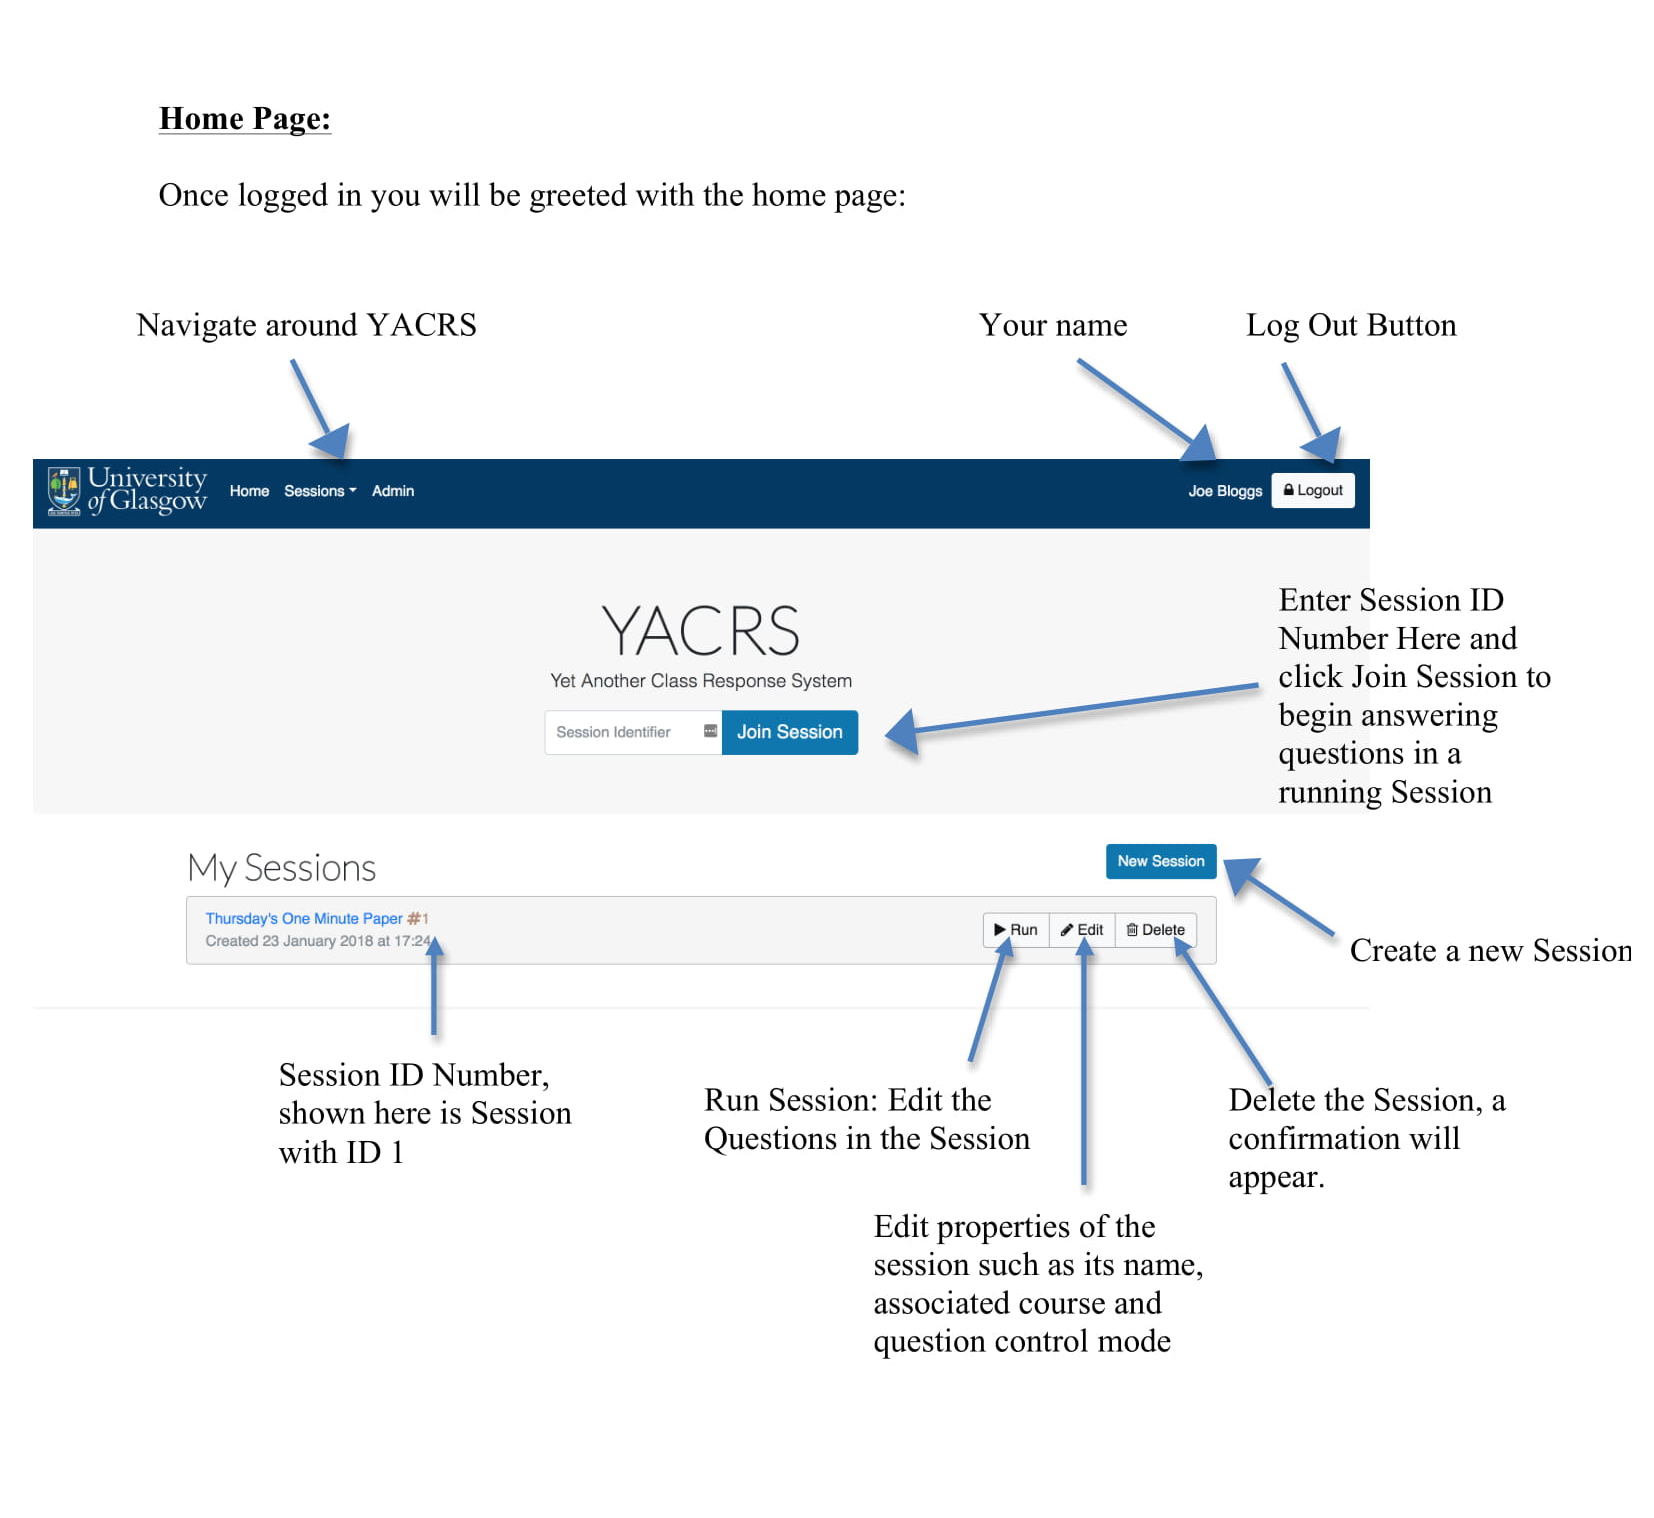 Home Page:
Once logged in you will be greeted with the home page:
Navigate around YACRS
Your name
Log Out Button
University
of Glasgow
Home Sessions Admin
Joe Bloggs
Logout
YACRS
Yet Another Class Response System
Session Identifier
Join Session
Enter Session ID
Number Here and
click Join Session to
begin answering
questions in a
running Session
My Sessions
New Session
Thursday's One Minute Paper #1
Created 23 January 2018 at 17:24
Run
Edit
Delete
Create a new Session
Session ID Number,
shown here is Session
with ID 1
Run Session: Edit the
Questions in the Session
Delete the Session, a
confirmation will
appear.
Edit properties of the
session such as its name,
associated course and
question control mode